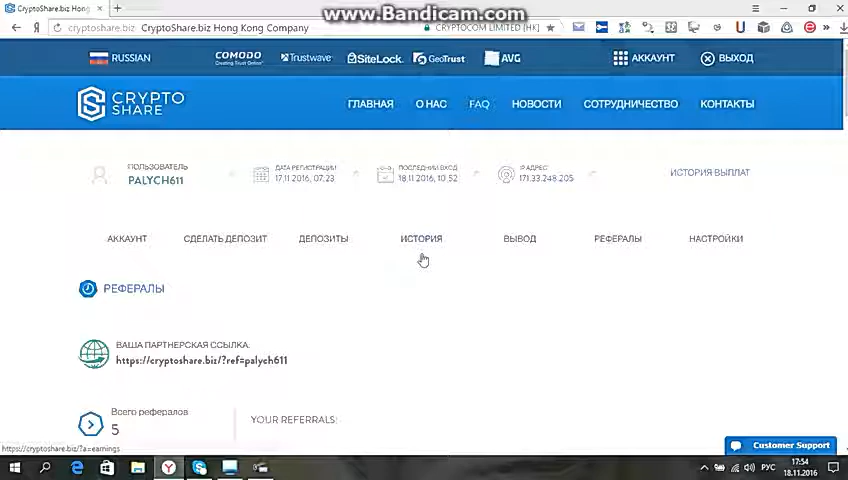 www.Bandicam.com
CryptoShare.biz Hong Kong
cryptoshare.biz CryptoShare.biz Hong Kong Company
CRYPTOCOM LIMITED [HK]
RUSSIAN
COMODO
Creating Trust Online
Trustwave
SiteLock
GeoTrust
AVG
АККАУНТ
ВЫХОД
CRYPTO
SHARE
ГЛАВНАЯ
О НАС
FAQ
НОВОСТИ
СОТРУДНИЧЕСТВО
КОНТАКТЫ
ПОЛЬЗОВАТЕЛЬ
PALYCH611
ДАТА РЕГИСТРАЦИИ
17.11.2016, 07:23
ПОСЛЕДНИЙ ВХОД
18.11.2016, 10:52
IP АДРЕС
171.33.248.205
ИСТОРИЯ ВЫПЛАТ
АККАУНТ
СДЕЛАТЬ ДЕПОЗИТ
ДЕПОЗИТЫ
ИСТОРИЯ
ВЫВОД
РЕФЕРАЛЫ
НАСТРОЙКИ
РЕФЕРАЛЫ
ВАША ПАРТНЕРСКАЯ ССЫЛКА:
https://cryptoshare.biz/?ref=palych611
Всего рефералов
5
YOUR REFERRALS:
Customer Support
https://cryptoshare.biz/?a=earnings
РУС
17:54
18.11.2016